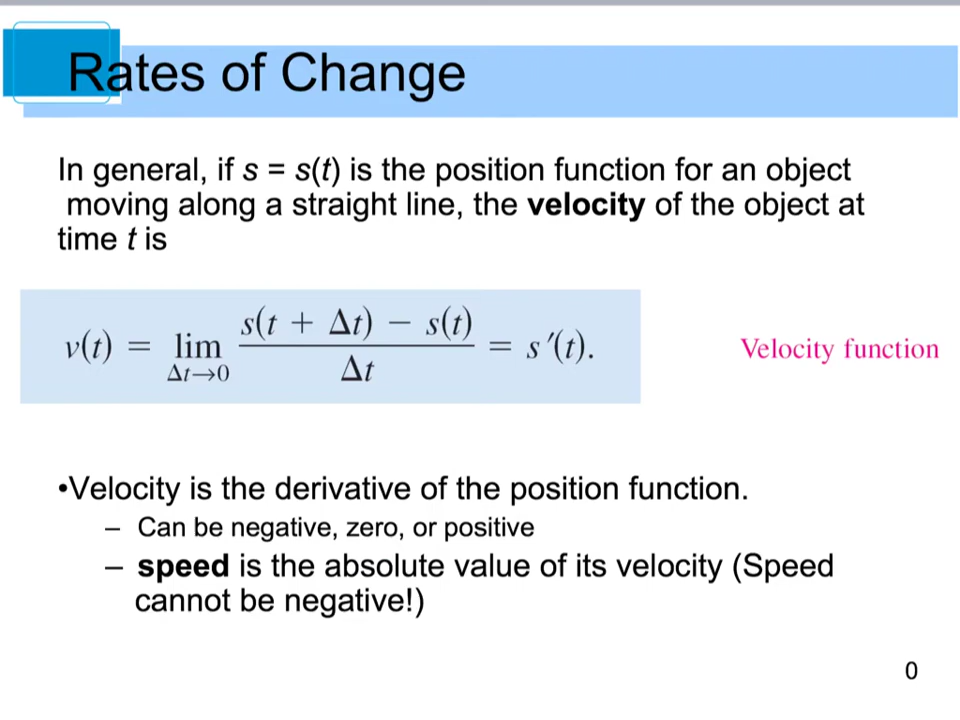 Rates of Change
In general, if s = s(t) is the position function for an object
moving along a straight line, the velocity of the object at
time t is
v(t) = lim_{Δt→0} \frac{s(t + Δt) − s(t)}{Δt} = s′(t).
Velocity function
•Velocity is the derivative of the position function.
– Can be negative, zero, or positive
– speed is the absolute value of its velocity (Speed
cannot be negative!)
0